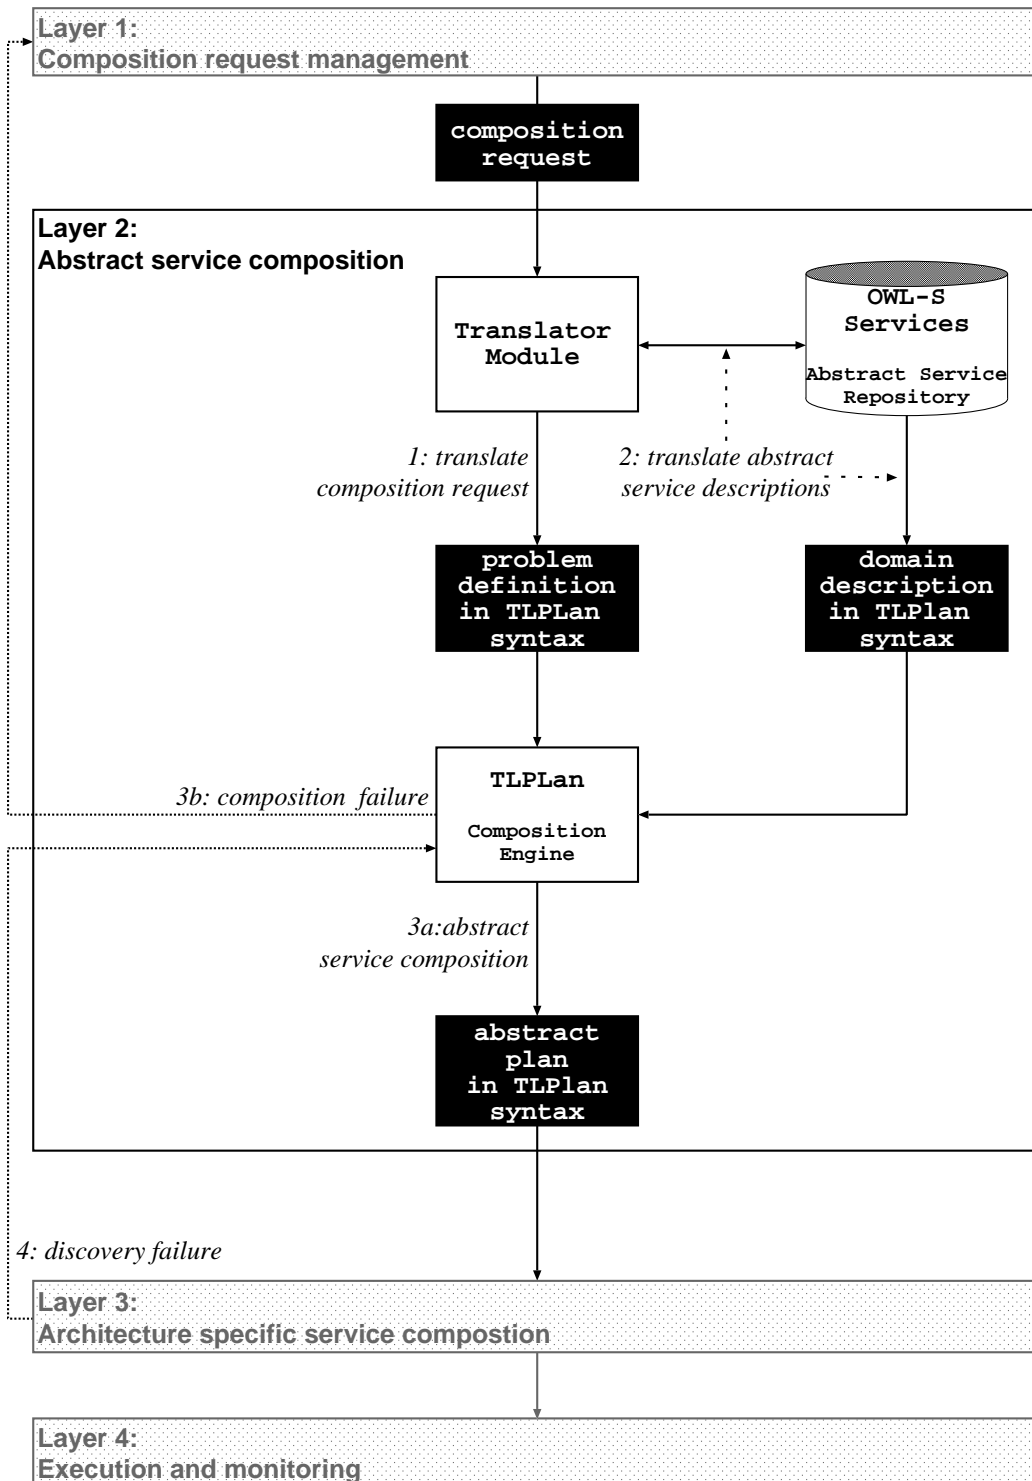 Layer 1:
Composition request management
composition
request
Layer 2:
Abstract service composition
Translator
Module
OWL-S
Services
Abstract Service
Repository
1: translate
composition request
2: translate abstract
service descriptions
problem
definition
in TLPLan
syntax
domain
description
in TLPlan
syntax
TLPLan
Composition
Engine
3b: composition failure
3a:abstract
service composition
abstract
plan
in TLPlan
syntax
4: discovery failure
Layer 3:
Architecture specific service compostion
Layer 4:
Execution and monitoring